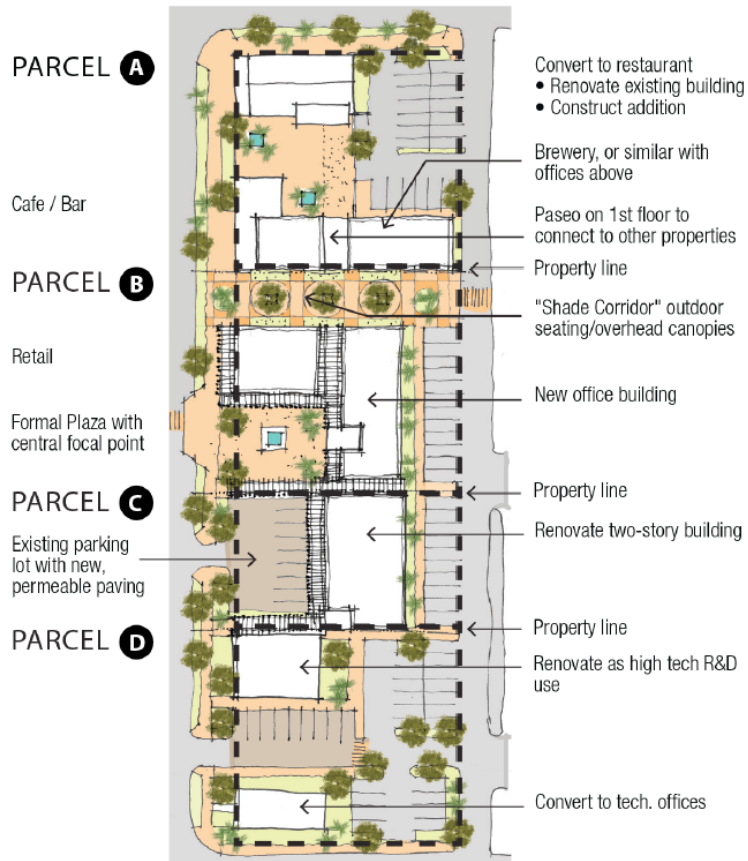 PARCEL A
Convert to restaurant
• Renovate existing building
• Construct addition
Brewery, or similar with
offices above
Cafe / Bar
Paseo on 1st floor to
connect to other properties
Property line
PARCEL B
"Shade Corridor" outdoor
seating/overhead canopies
Retail
New office building
Formal Plaza with
central focal point
Property line
PARCEL C
Renovate two-story building
Existing parking
lot with new,
permeable paving
Property line
PARCEL D
Renovate as high tech R&D
use
Convert to tech. offices